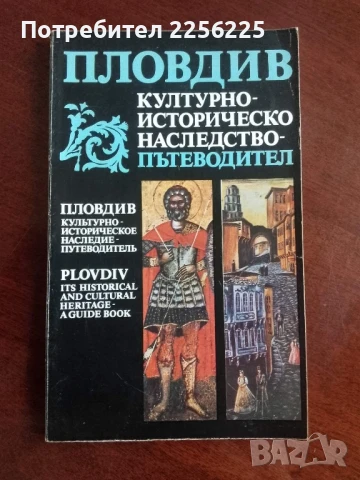 Потребител 2256225
ПЛОВДИВ
КУЛТУРНО-
ИСТОРИЧЕСКО
НАСЛЕДСТВО-
ПЪТЕВОДИТЕЛ
ПЛОВДИВ
КУЛЬТУРНО-
ИСТОРИЧЕСКОЕ
НАСЛЕДИЕ-
ПУТЕВОДИТЕЛЬ
PLOVDIV
ITS HISTORICAL
AND CULTURAL
HERITAGE-
A GUIDE BOOK
BAZAR